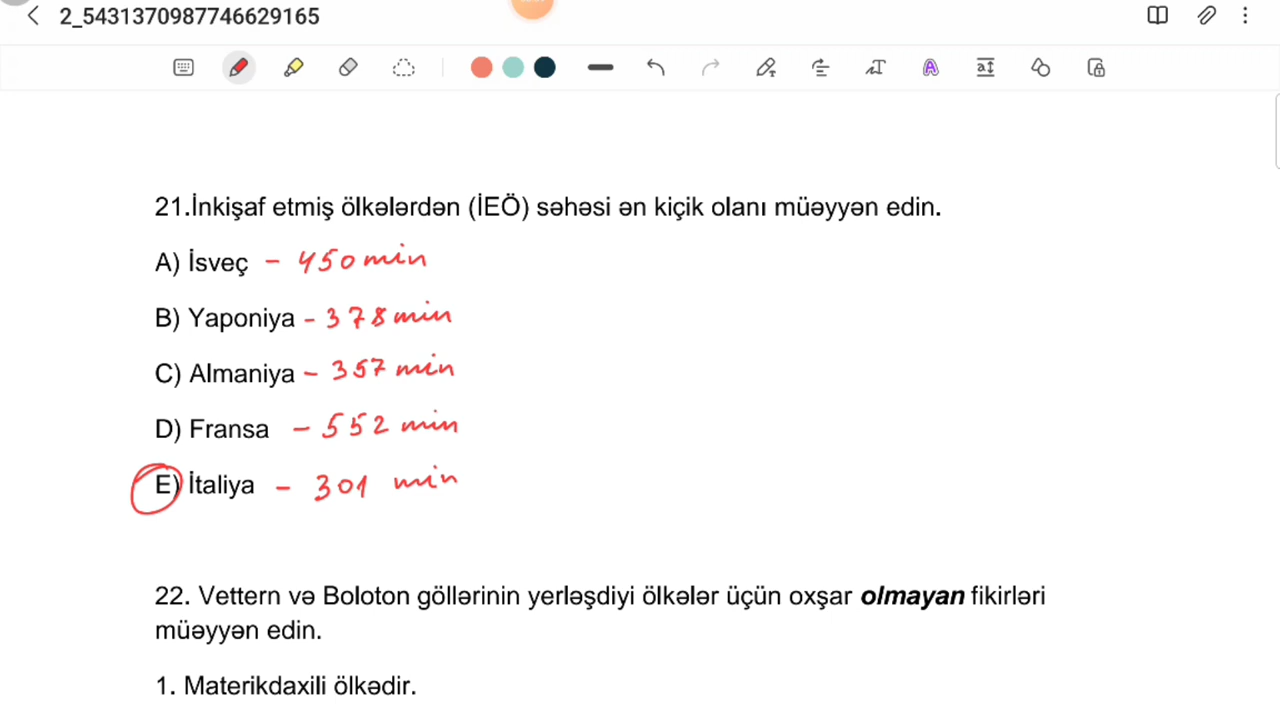 2_5431370987746629165
21.İnkişaf etmiş ölkələrdən (İEÖ) səhəsi ən kiçik olanı müəyyən edin.
A) İsveç - 450 min
B) Yaponiya - 378 min
C) Almaniya - 357 min
D) Fransa - 552 min
E) İtaliya - 301 min
22. Vettern və Boloton göllərinin yerləşdiyi ölkələr üçün oxşar olmayan fikirləri
müəyyən edin.
1. Materikdaxili ölkədir.